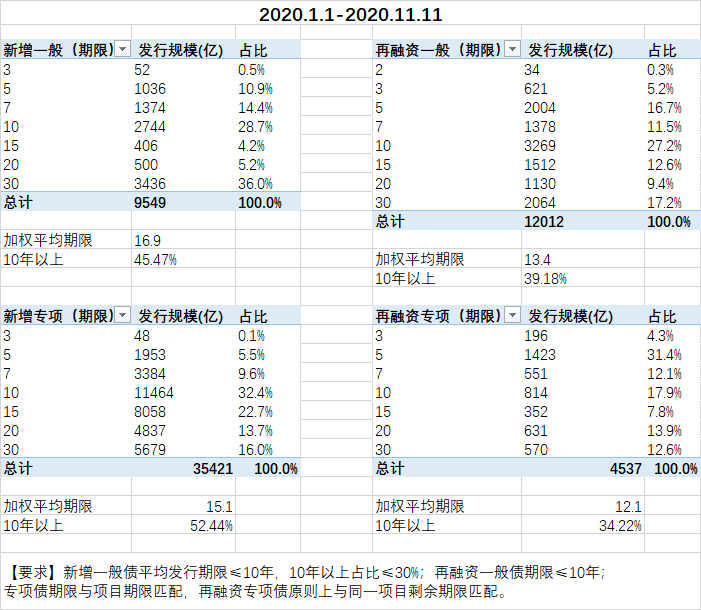 2020.1.1-2020.11.11
新增一般（期限） 发行规模(亿) 占比 再融资一般（期限） 发行规模(亿) 占比
3 52 0.5% 2 34 0.3%
5 1036 10.9% 3 621 5.2%
7 1374 14.4% 5 2004 16.7%
10 2744 28.7% 7 1378 11.5%
15 406 4.2% 10 3269 27.2%
20 500 5.2% 15 1512 12.6%
30 3436 36.0% 20 1130 9.4%
总计 9549 100.0% 30 2064 17.2%
总计 12012 100.0%
加权平均期限 16.9
10年以上 45.47% 加权平均期限 13.4
10年以上 39.18%
新增专项（期限） 发行规模(亿) 占比 再融资专项（期限） 发行规模(亿) 占比
3 48 0.1% 3 196 4.3%
5 1953 5.5% 5 1423 31.4%
7 3384 9.6% 7 551 12.1%
10 11464 32.4% 10 814 17.9%
15 8058 22.7% 15 352 7.8%
20 4837 13.7% 20 631 13.9%
30 5679 16.0% 30 570 12.6%
总计 35421 100.0% 总计 4537 100.0%
加权平均期限 15.1 加权平均期限 12.1
10年以上 52.44% 10年以上 34.22%
【要求】新增一般债平均发行期限≤10年，10年以上占比≤30%；再融资一般债期限≤10年；
专项债期限与项目期限匹配，再融资专项债原则上与同一项目剩余期限匹配。